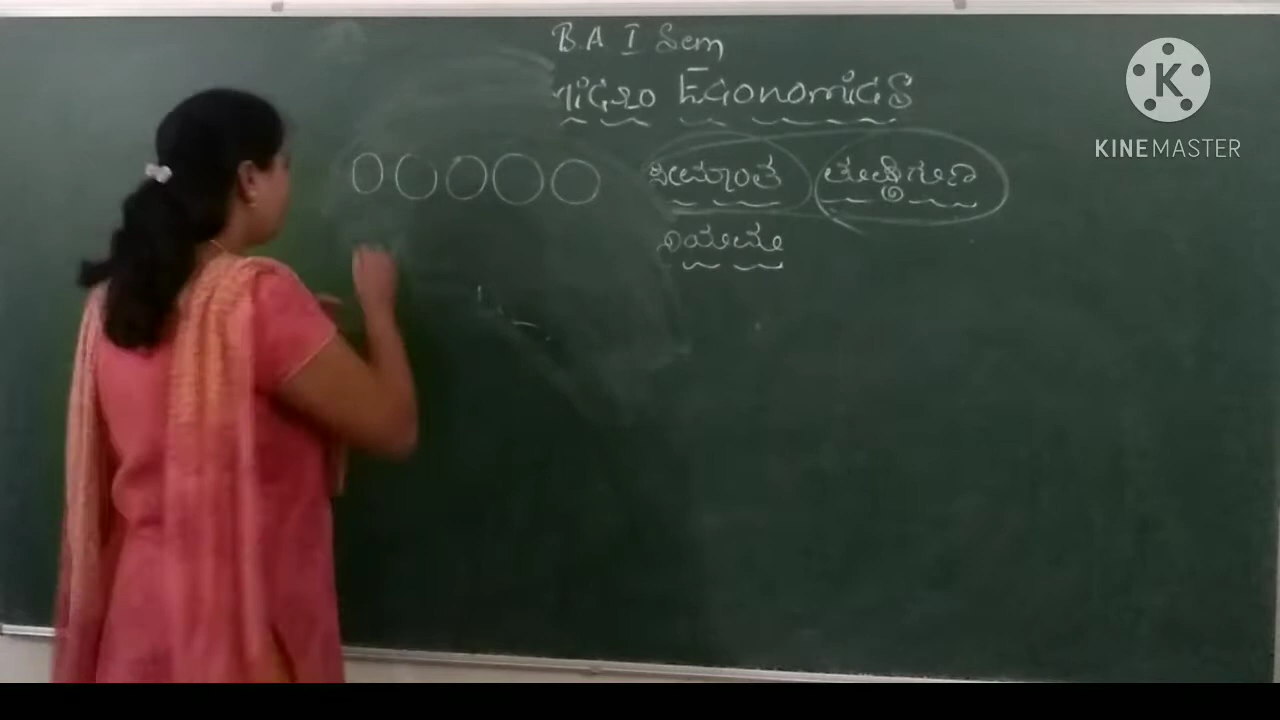 B.A I Sem
Micro Economics
ಸೀಮಾಂತ ತುಷ್ಟಿಗುಣ
ನಿಯಮ
K
KINEMASTER